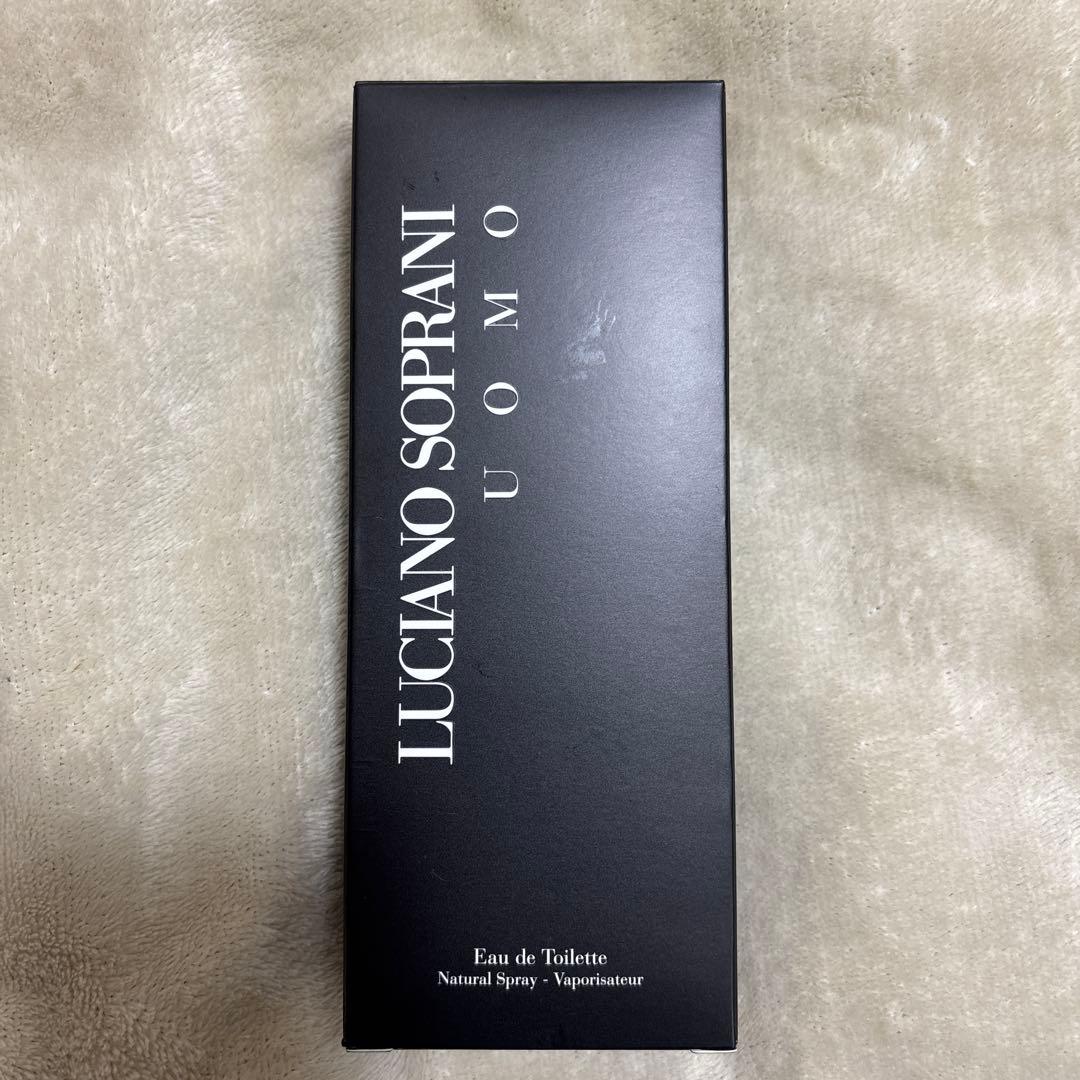 LUCIANO SOPRANI
UOMO
Eau de Toilette
Natural Spray - Vaporisateur